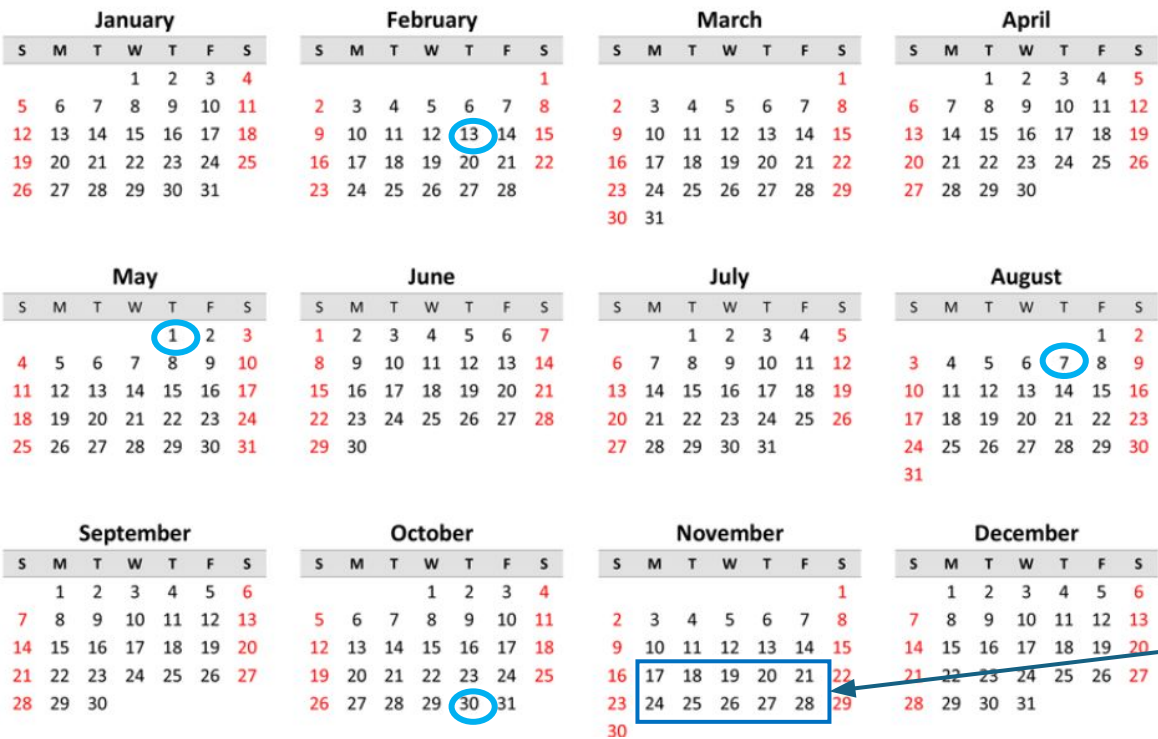 January February March April
S M T W T F S S M T W T F S S M T W T F S S M T W T F S
1 2 3 4 1 1 1 2 3 4 5
5 6 7 8 9 10 11 2 3 4 5 6 7 8 2 3 4 5 6 7 8 6 7 8 9 10 11 12
12 13 14 15 16 17 18 9 10 11 12 13 14 15 9 10 11 12 13 14 15 13 14 15 16 17 18 19
19 20 21 22 23 24 25 16 17 18 19 20 21 22 16 17 18 19 20 21 22 20 21 22 23 24 25 26
26 27 28 29 30 31 23 24 25 26 27 28 23 24 25 26 27 28 29 27 28 29 30
30 31
May June July August
S M T W T F S S M T W T F S S M T W T F S S M T W T F S
1 2 3 1 2 3 4 5 6 7 1 2 3 4 5 1 2
4 5 6 7 8 9 10 8 9 10 11 12 13 14 6 7 8 9 10 11 12 3 4 5 6 7 8 9
11 12 13 14 15 16 17 15 16 17 18 19 20 21 13 14 15 16 17 18 19 10 11 12 13 14 15 16
18 19 20 21 22 23 24 22 23 24 25 26 27 28 20 21 22 23 24 25 26 17 18 19 20 21 22 23
25 26 27 28 29 30 31 29 30 27 28 29 30 31 24 25 26 27 28 29 30
31
September October November December
S M T W T F S S M T W T F S S M T W T F S S M T W T F S
1 2 3 4 5 6 1 2 3 4 1 1 2 3 4 5 6
7 8 9 10 11 12 13 5 6 7 8 9 10 11 2 3 4 5 6 7 8 7 8 9 10 11 12 13
14 15 16 17 18 19 20 12 13 14 15 16 17 18 9 10 11 12 13 14 15 14 15 16 17 18 19 20
21 22 23 24 25 26 27 19 20 21 22 23 24 25 16 17 18 19 20 21 22 21 22 23 24 25 26 27
28 29 30 26 27 28 29 30 31 23 24 25 26 27 28 29 28 29 30 31
30